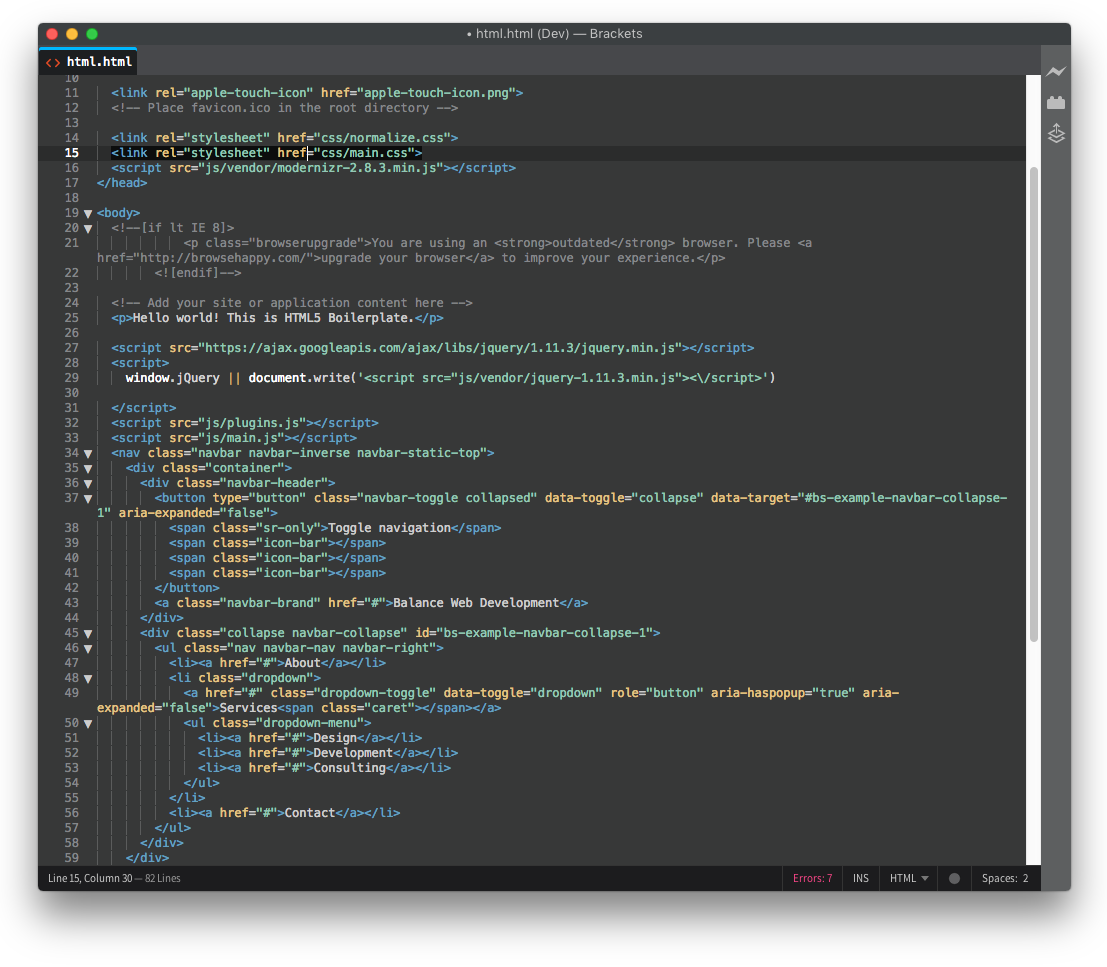 • html.html (Dev) — Brackets
<> html.html
10
11 <link rel="apple-touch-icon" href="apple-touch-icon.png">
12 <!-- Place favicon.ico in the root directory -->
13
14 <link rel="stylesheet" href="css/normalize.css">
15 <link rel="stylesheet" href="css/main.css">
16 <script src="js/vendor/modernizr-2.8.3.min.js"></script>
17 </head>
18
19 <body>
20 <!--[if lt IE 8]>
21 <p class="browserupgrade">You are using an <strong>outdated</strong> browser. Please <a
href="http://browsehappy.com/">upgrade your browser</a> to improve your experience.</p>
22 <![endif]-->
23
24 <!-- Add your site or application content here -->
25 <p>Hello world! This is HTML5 Boilerplate.</p>
26
27 <script src="https://ajax.googleapis.com/ajax/libs/jquery/1.11.3/jquery.min.js"></script>
28 <script>
29 window.jQuery || document.write('<script src="js/vendor/jquery-1.11.3.min.js"><\/script>')
30
31 </script>
32 <script src="js/plugins.js"></script>
33 <script src="js/main.js"></script>
34 <nav class="navbar navbar-inverse navbar-static-top">
35 <div class="container">
36 <div class="navbar-header">
37 <button type="button" class="navbar-toggle collapsed" data-toggle="collapse" data-target="#bs-example-navbar-collapse-
1" aria-expanded="false">
38 <span class="sr-only">Toggle navigation</span>
39 <span class="icon-bar"></span>
40 <span class="icon-bar"></span>
41 <span class="icon-bar"></span>
42 </button>
43 <a class="navbar-brand" href="#">Balance Web Development</a>
44 </div>
45 <div class="collapse navbar-collapse" id="bs-example-navbar-collapse-1">
46 <ul class="nav navbar-nav navbar-right">
47 <li><a href="#">About</a></li>
48 <li class="dropdown">
49 <a href="#" class="dropdown-toggle" data-toggle="dropdown" role="button" aria-haspopup="true" aria-
expanded="false">Services<span class="caret"></span></a>
50 <ul class="dropdown-menu">
51 <li><a href="#">Design</a></li>
52 <li><a href="#">Development</a></li>
53 <li><a href="#">Consulting</a></li>
54 </ul>
55 </li>
56 <li><a href="#">Contact</a></li>
57 </ul>
58 </div>
59 </div>
Line 15, Column 30 — 82 Lines Errors: 7 INS HTML Spaces: 2